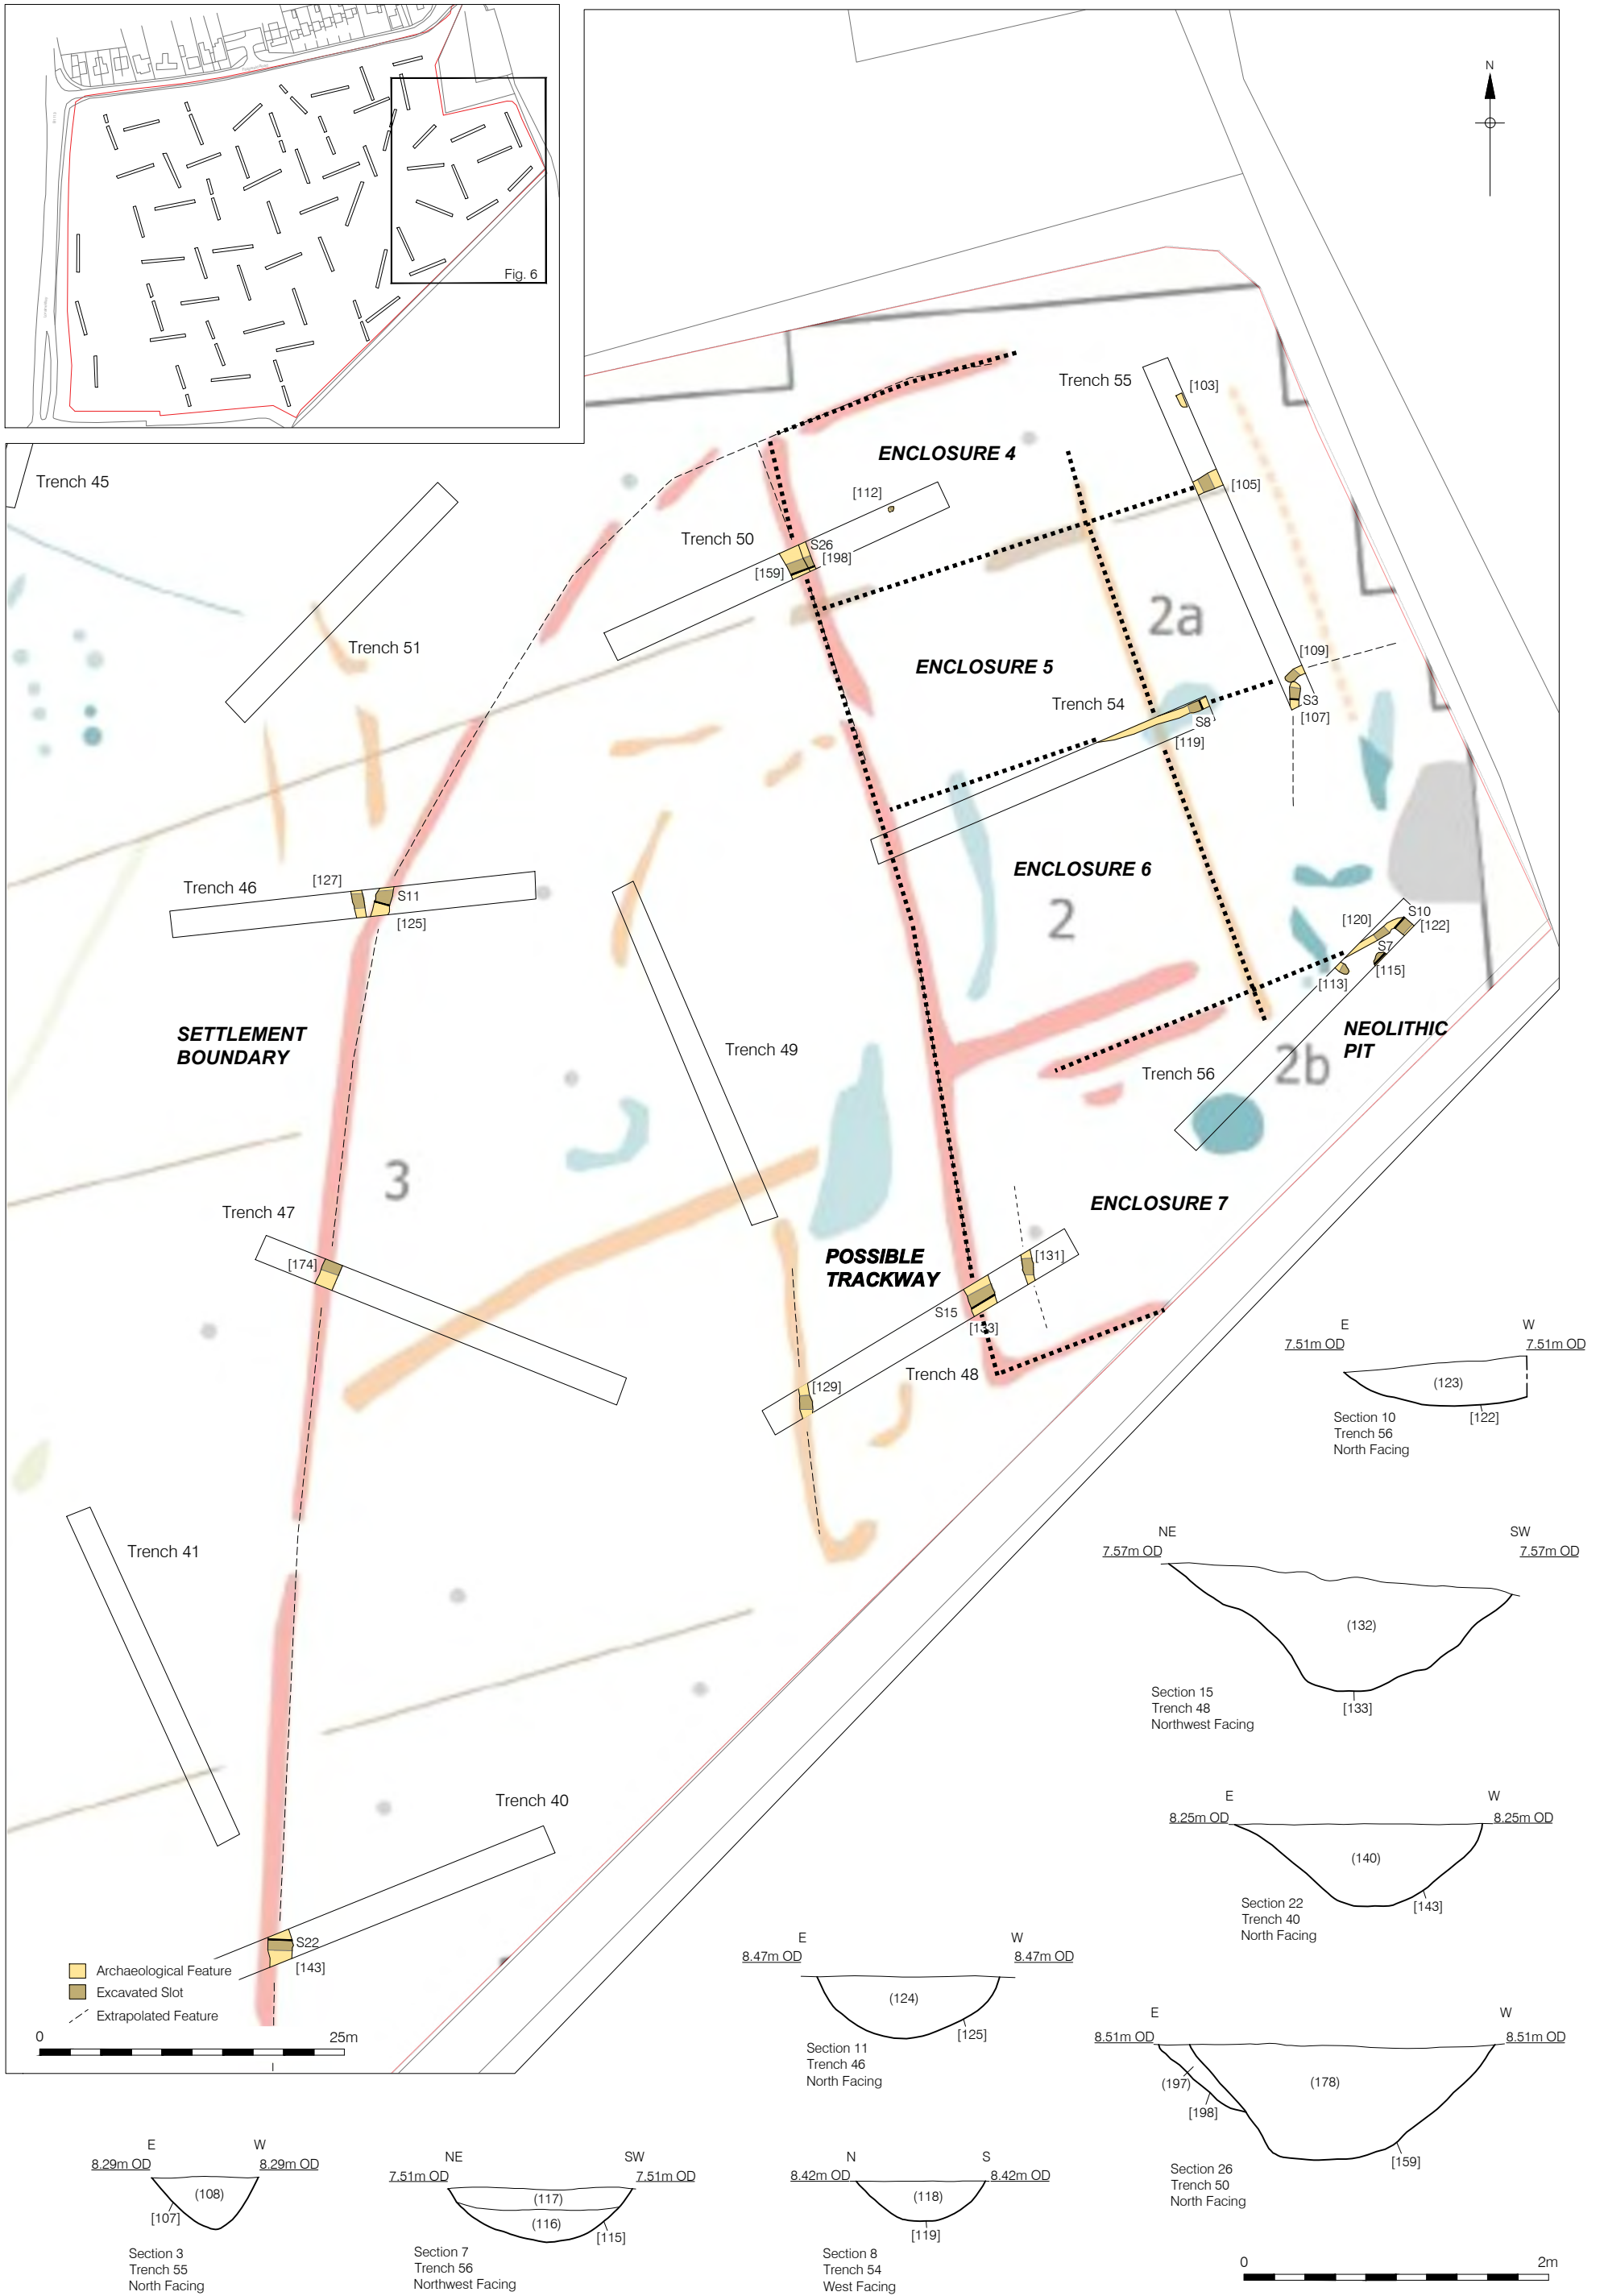 Fig. 6
N
Trench 45
Trench 55
[103]
ENCLOSURE 4
[112]
[105]
Trench 50
S26
[198]
[159]
2a
Trench 51
ENCLOSURE 5
[109]
Trench 54
S3
[107]
S8
[119]
[127]
Trench 46
S11
[125]
ENCLOSURE 6
2
[120]
S10
[122]
S7
[115]
[113]
SETTLEMENT
BOUNDARY
NEOLITHIC
PIT
Trench 49
Trench 56
2b
3
ENCLOSURE 7
Trench 47
[174]
POSSIBLE
TRACKWAY
[131]
S15
[133]
Trench 48
[129]
E W
7.51m OD 7.51m OD
(123)
[122]
Section 10
Trench 56
North Facing
Trench 41
NE SW
7.57m OD 7.57m OD
(132)
[133]
Section 15
Trench 48
Northwest Facing
Trench 40
E W
8.25m OD 8.25m OD
(140)
[143]
Section 22
Trench 40
North Facing
S22
[143]
Archaeological Feature
Excavated Slot
Extrapolated Feature
0 25m
E W
8.47m OD 8.47m OD
(124)
[125]
Section 11
Trench 46
North Facing
E W
8.51m OD 8.51m OD
(197)
(178)
[198]
[159]
Section 26
Trench 50
North Facing
E W
8.29m OD 8.29m OD
(108)
[107]
Section 3
Trench 55
North Facing
NE SW
7.51m OD 7.51m OD
(117)
(116)
[115]
Section 7
Trench 56
Northwest Facing
N S
8.42m OD 8.42m OD
(118)
[119]
Section 8
Trench 54
West Facing
0 2m